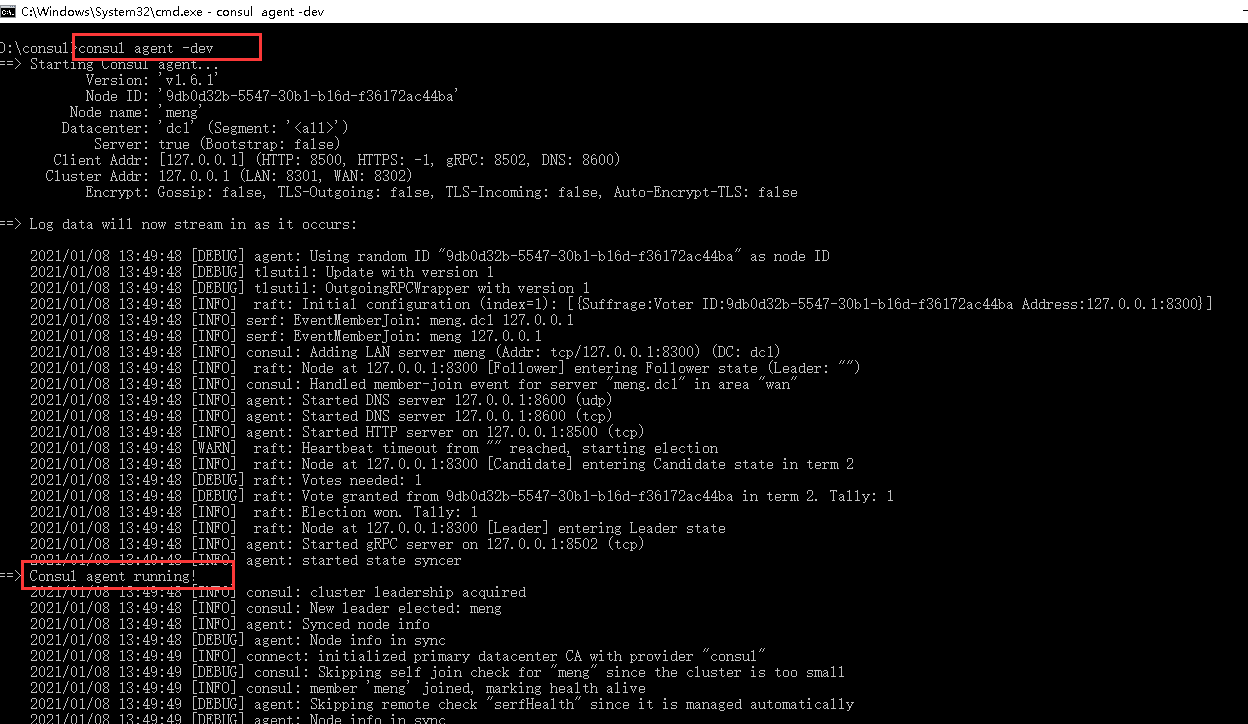 C:\Windows\System32\cmd.exe - consul  agent -dev
D:\consul>consul agent -dev
==> Starting Consul agent...
Version: 'v1.6.1'
Node ID: '9db0d32b-5547-30b1-b16d-f36172ac44ba'
Node name: 'meng'
Datacenter: 'dc1' (Segment: '<all>')
Server: true (Bootstrap: false)
Client Addr: [127.0.0.1] (HTTP: 8500, HTTPS: -1, gRPC: 8502, DNS: 8600)
Cluster Addr: 127.0.0.1 (LAN: 8301, WAN: 8302)
Encrypt: Gossip: false, TLS-Outgoing: false, TLS-Incoming: false, Auto-Encrypt-TLS: false
==> Log data will now stream in as it occurs:
2021/01/08 13:49:48 [DEBUG] agent: Using random ID "9db0d32b-5547-30b1-b16d-f36172ac44ba" as node ID
2021/01/08 13:49:48 [DEBUG] tlsutil: Update with version 1
2021/01/08 13:49:48 [DEBUG] tlsutil: OutgoingRPCWrapper with version 1
2021/01/08 13:49:48 [INFO]  raft: Initial configuration (index=1): [{Suffrage:Voter ID:9db0d32b-5547-30b1-b16d-f36172ac44ba Address:127.0.0.1:8300}]
2021/01/08 13:49:48 [INFO] serf: EventMemberJoin: meng.dc1 127.0.0.1
2021/01/08 13:49:48 [INFO] serf: EventMemberJoin: meng 127.0.0.1
2021/01/08 13:49:48 [INFO] consul: Adding LAN server meng (Addr: tcp/127.0.0.1:8300) (DC: dc1)
2021/01/08 13:49:48 [INFO]  raft: Node at 127.0.0.1:8300 [Follower] entering Follower state (Leader: "")
2021/01/08 13:49:48 [INFO] consul: Handled member-join event for server "meng.dc1" in area "wan"
2021/01/08 13:49:48 [INFO] agent: Started DNS server 127.0.0.1:8600 (udp)
2021/01/08 13:49:48 [INFO] agent: Started DNS server 127.0.0.1:8600 (tcp)
2021/01/08 13:49:48 [INFO] agent: Started HTTP server on 127.0.0.1:8500 (tcp)
2021/01/08 13:49:48 [WARN]  raft: Heartbeat timeout from "" reached, starting election
2021/01/08 13:49:48 [INFO]  raft: Node at 127.0.0.1:8300 [Candidate] entering Candidate state in term 2
2021/01/08 13:49:48 [DEBUG] raft: Votes needed: 1
2021/01/08 13:49:48 [DEBUG] raft: Vote granted from 9db0d32b-5547-30b1-b16d-f36172ac44ba in term 2. Tally: 1
2021/01/08 13:49:48 [INFO]  raft: Election won. Tally: 1
2021/01/08 13:49:48 [INFO]  raft: Node at 127.0.0.1:8300 [Leader] entering Leader state
2021/01/08 13:49:48 [INFO] agent: Started gRPC server on 127.0.0.1:8502 (tcp)
2021/01/08 13:49:48 [INFO] agent: started state syncer
==> Consul agent running!
2021/01/08 13:49:48 [INFO] consul: cluster leadership acquired
2021/01/08 13:49:48 [INFO] consul: New leader elected: meng
2021/01/08 13:49:48 [INFO] agent: Synced node info
2021/01/08 13:49:48 [DEBUG] agent: Node info in sync
2021/01/08 13:49:49 [INFO] connect: initialized primary datacenter CA with provider "consul"
2021/01/08 13:49:49 [DEBUG] consul: Skipping self join check for "meng" since the cluster is too small
2021/01/08 13:49:49 [INFO] consul: member 'meng' joined, marking health alive
2021/01/08 13:49:49 [DEBUG] agent: Skipping remote check "serfHealth" since it is managed automatically
2021/01/08 13:49:49 [DEBUG] agent: Node info in sync